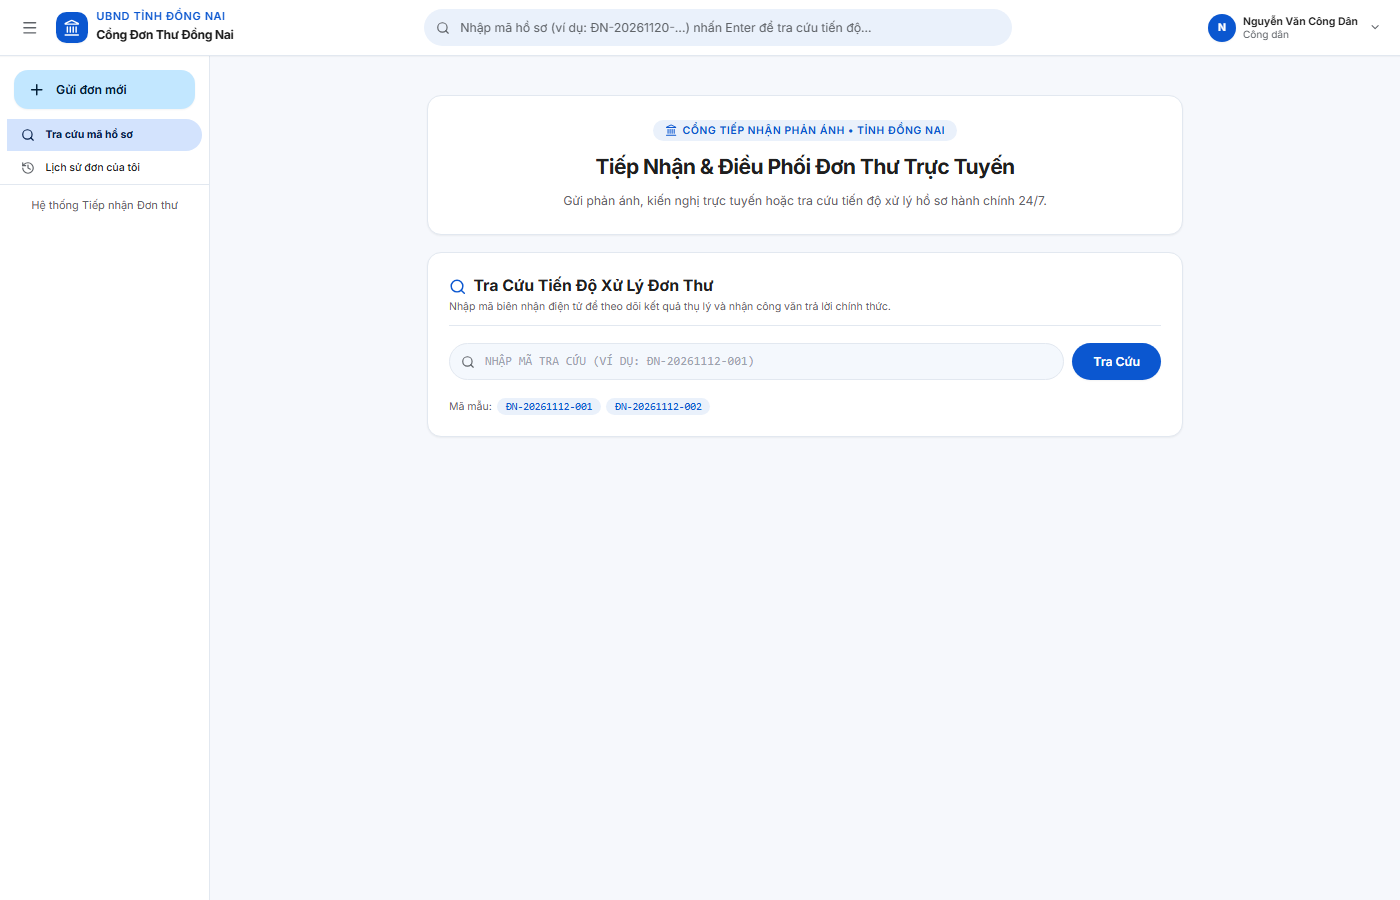 UBND TỈNH ĐỒNG NAI
Cổng Đơn Thư Đồng Nai
Nhập mã hồ sơ (ví dụ: ĐN-20261120-...) nhấn Enter để tra cứu tiến độ...
N
Nguyễn Văn Công Dân
Công dân
Gửi đơn mới
Tra cứu mã hồ sơ
Lịch sử đơn của tôi
Hệ thống Tiếp nhận Đơn thư
CỔNG TIẾP NHẬN PHẢN ÁNH • TỈNH ĐỒNG NAI
Tiếp Nhận & Điều Phối Đơn Thư Trực Tuyến
Gửi phản ánh, kiến nghị trực tuyến hoặc tra cứu tiến độ xử lý hồ sơ hành chính 24/7.
Tra Cứu Tiến Độ Xử Lý Đơn Thư
Nhập mã biên nhận điện tử để theo dõi kết quả thụ lý và nhận công văn trả lời chính thức.
NHẬP MÃ TRA CỨU (VÍ DỤ: ĐN-20261112-001)
Tra Cứu
Mã mẫu: ĐN-20261112-001 ĐN-20261112-002